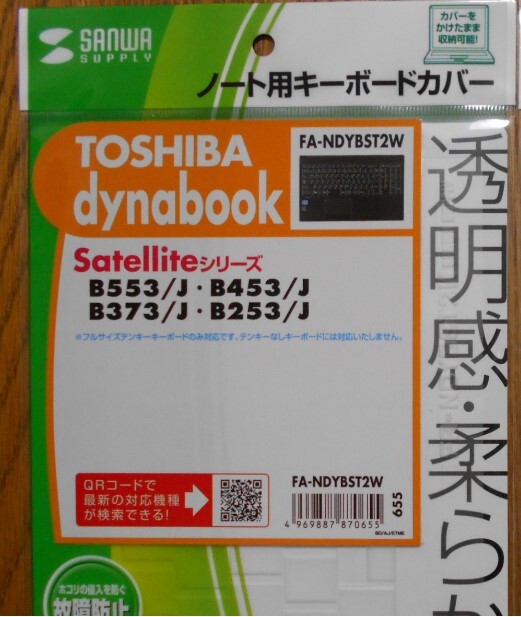 SANWA
SUPPLY
カバーを
かけたまま
収納可能!
ノート用キーボードカバー
TOSHIBA
dynabook
FA-NDYBST2W
Satelliteシリーズ
B553/J・B453/J
B373/J・B253/J
※フルサイズテンキーキーボードのみ対応です。テンキーなしキーボードには対応いたしません。
透明感・柔らか
QRコードで
最新の対応機種
が検索できる!
FA-NDYBST2W
4 969887 870655
655
BD/AJ/ETME
ホコリの侵入を防ぐ
故障防止